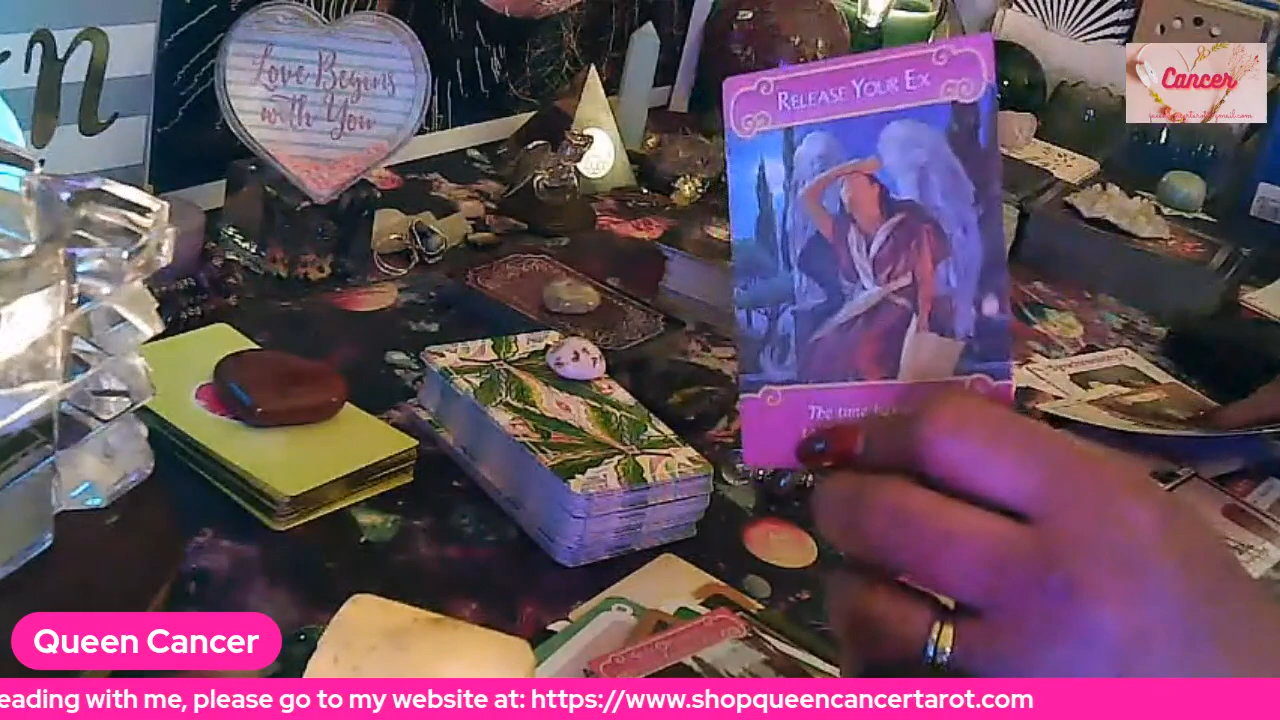 n
Love Begins
with You
RELEASE YOUR EX
The time
Cancer
Queen Cancer
eading with me, please go to my website at: https://www.shopqueencancertarot.com